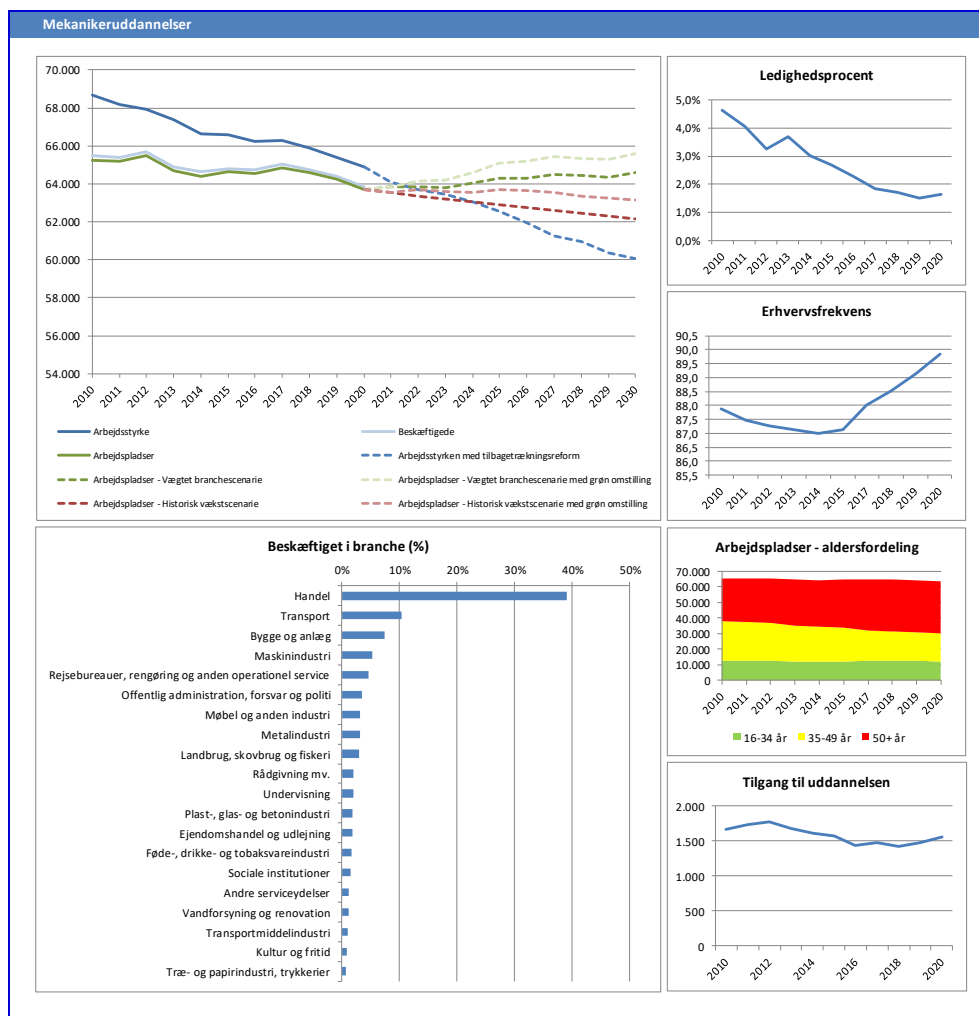 Mekanikeruddannelser
70.000
68.000
66.000
64.000
62.000
60.000
58.000
56.000
54.000
2010 2011 2012 2013 2014 2015 2016 2017 2018 2019 2020 2021 2022 2023 2024 2025 2026 2027 2028 2029 2030
Arbejdsstyrke Beskæftigede
Arbejdspladser Arbejdsstyrken med tilbagetrækningsreform
Arbejdspladser - Vægtet branchescenarie Arbejdspladser - Vægtet branchescenarie med grøn omstilling
Arbejdspladser - Historisk vækstscenarie Arbejdspladser - Historisk vækstscenarie med grøn omstilling
Ledighedsprocent
5,0%
4,0%
3,0%
2,0%
1,0%
0,0%
2010 2011 2012 2013 2014 2015 2016 2017 2018 2019 2020
Erhvervsfrekvens
90,5
90,0
89,5
89,0
88,5
88,0
87,5
87,0
86,5
86,0
85,5
2010 2011 2012 2013 2014 2015 2016 2017 2018 2019 2020
Beskæftiget i branche (%)
0% 10% 20% 30% 40% 50%
Handel
Transport
Bygge og anlæg
Maskinindustri
Rejsebureauer, rengøring og anden operationel service
Offentlig administration, forsvar og politi
Møbel og anden industri
Metalindustri
Landbrug, skovbrug og fiskeri
Rådgivning mv.
Undervisning
Plast-, glas- og betonindustri
Ejendomshandel og udlejning
Føde-, drikke- og tobaksvareindustri
Sociale institutioner
Andre serviceydelser
Vandforsyning og renovation
Transportmiddelindustri
Kultur og fritid
Træ- og papirindustri, trykkerier
Arbejdspladser - aldersfordeling
70.000
60.000
50.000
40.000
30.000
20.000
10.000
0
2010 2011 2012 2013 2014 2015 2017 2018 2019 2020
16-34 år 35-49 år 50+ år
Tilgang til uddannelsen
2.000
1.500
1.000
500
0
2010 2012 2014 2016 2018 2020